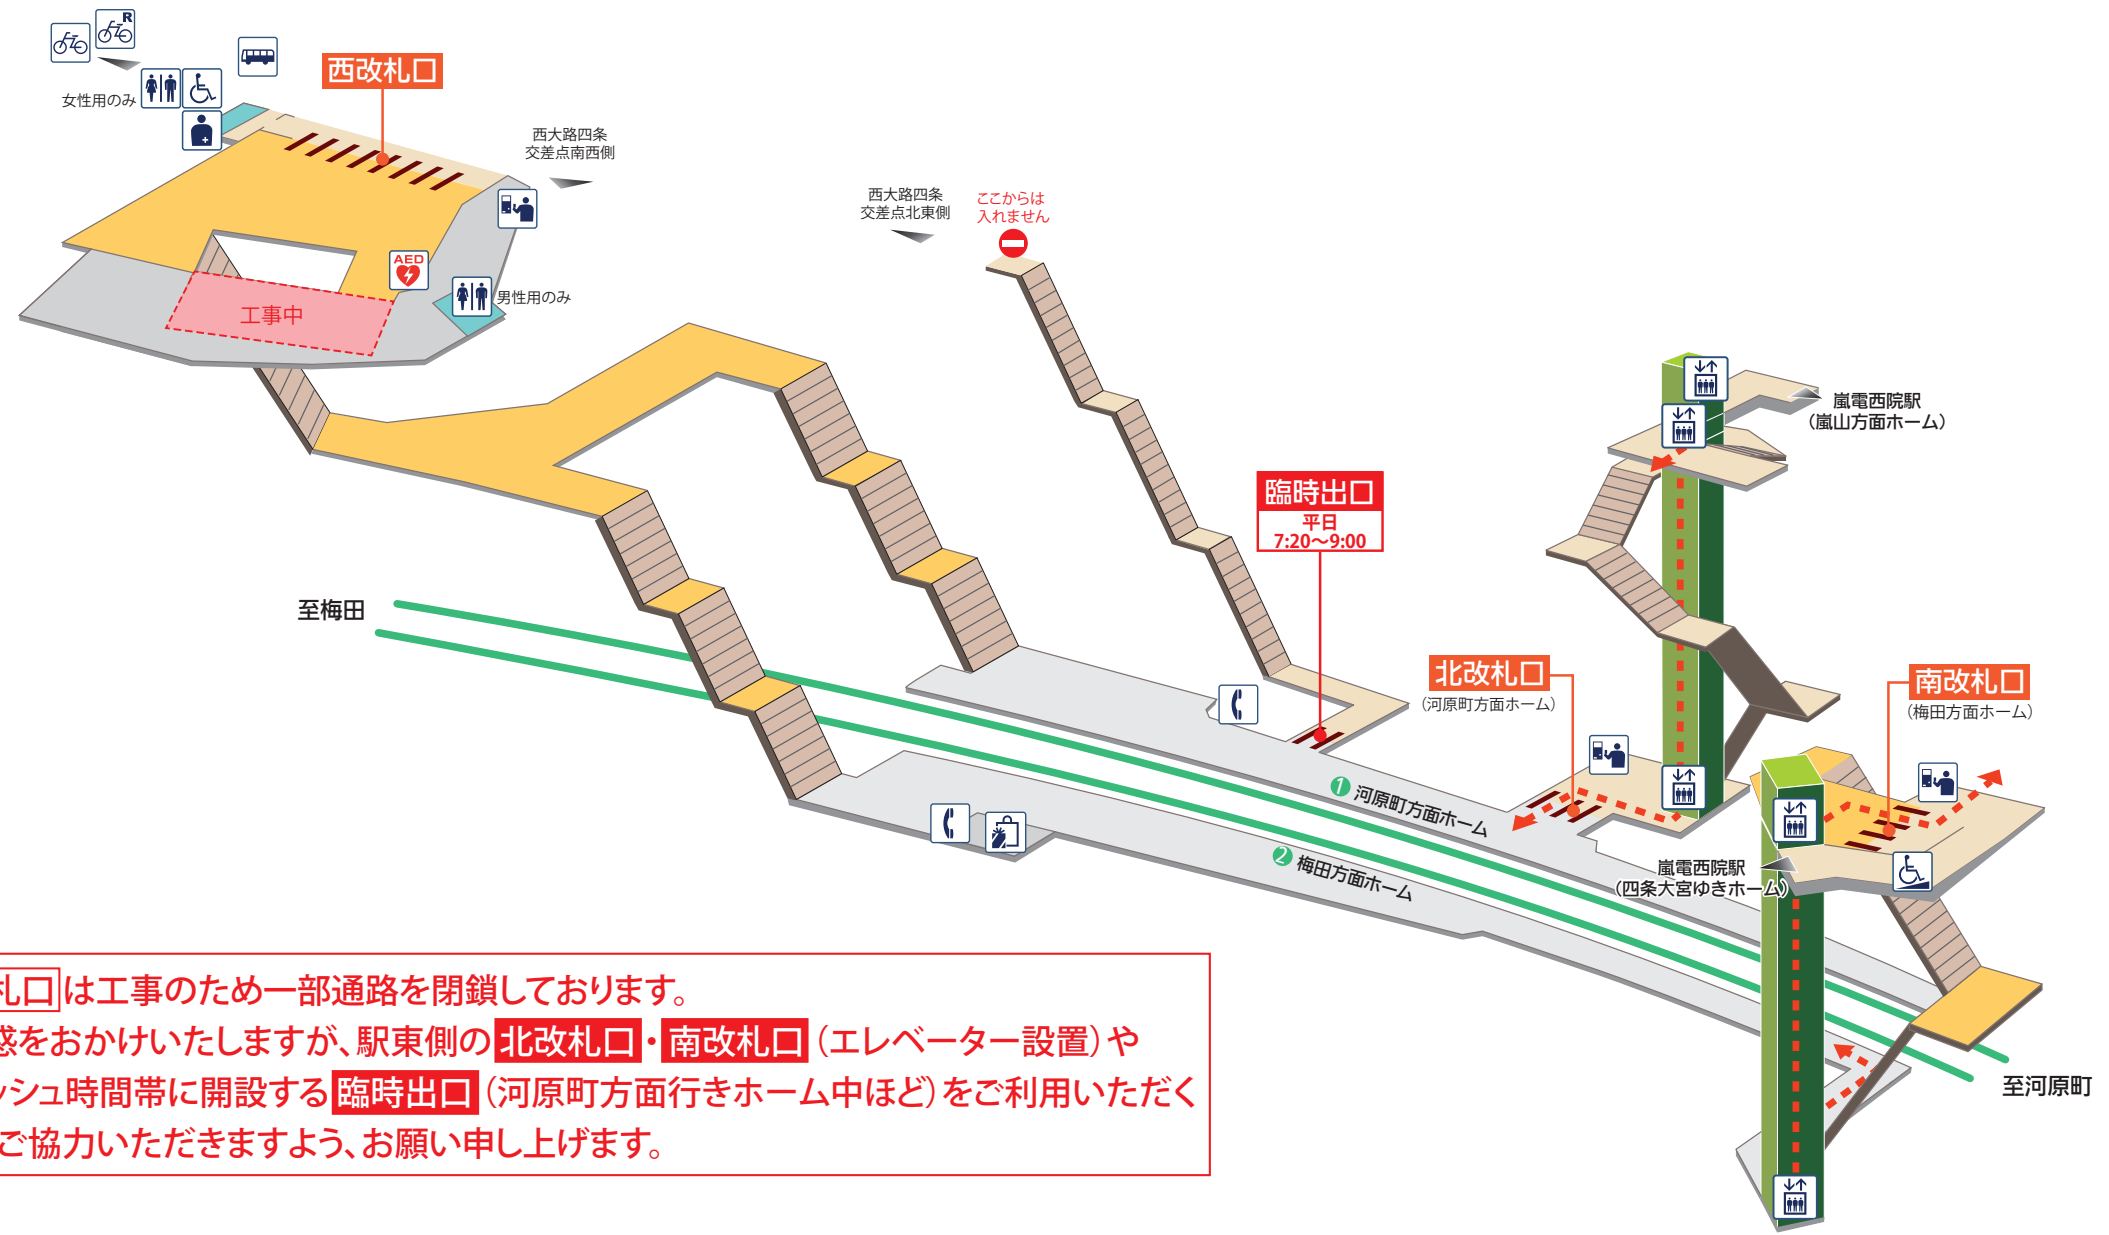 R
女性用のみ
西改札口
西大路四条
交差点南西側
AED
男性用のみ
工事中
西大路四条
交差点北東側
ここからは
入れません
臨時出口
平日
7:20～9:00
嵐電西院駅
（嵐山方面ホーム）
至梅田
北改札口
（河原町方面ホーム）
南改札口
（梅田方面ホーム）
1 河原町方面ホーム
2 梅田方面ホーム
嵐電西院駅
（四条大宮ゆきホーム）
至河原町
札口は工事のため一部通路を閉鎖しております。
惑をおかけいたしますが、駅東側の北改札口・南改札口（エレベーター設置）や
ッシュ時間帯に開設する臨時出口（河原町方面行きホーム中ほど）をご利用いただく
ご協力いただきますよう、お願い申し上げます。